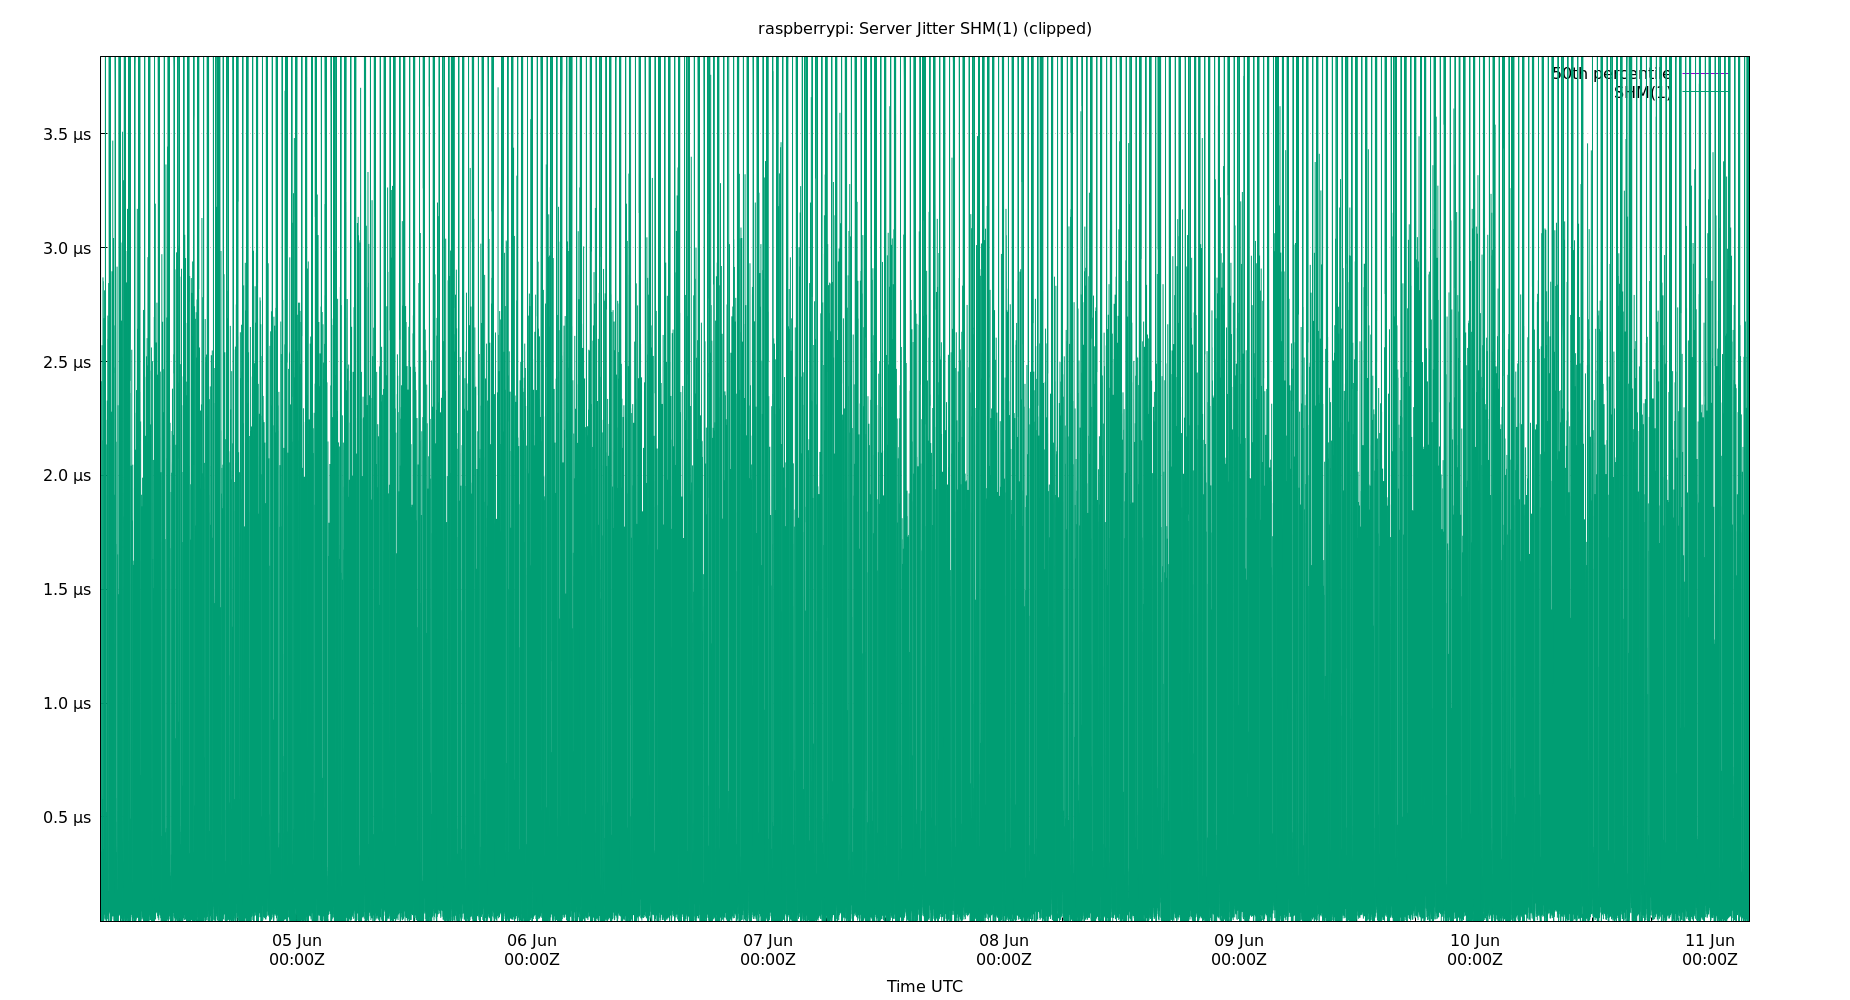 raspberrypi: Server Jitter SHM(1) (clipped)
50th percentile
SHM(1)
3.5 µs
3.0 µs
2.5 µs
2.0 µs
1.5 µs
1.0 µs
0.5 µs
05 Jun 06 Jun 07 Jun 08 Jun 09 Jun 10 Jun 11 Jun
00:00Z 00:00Z 00:00Z 00:00Z 00:00Z 00:00Z 00:00Z
Time UTC